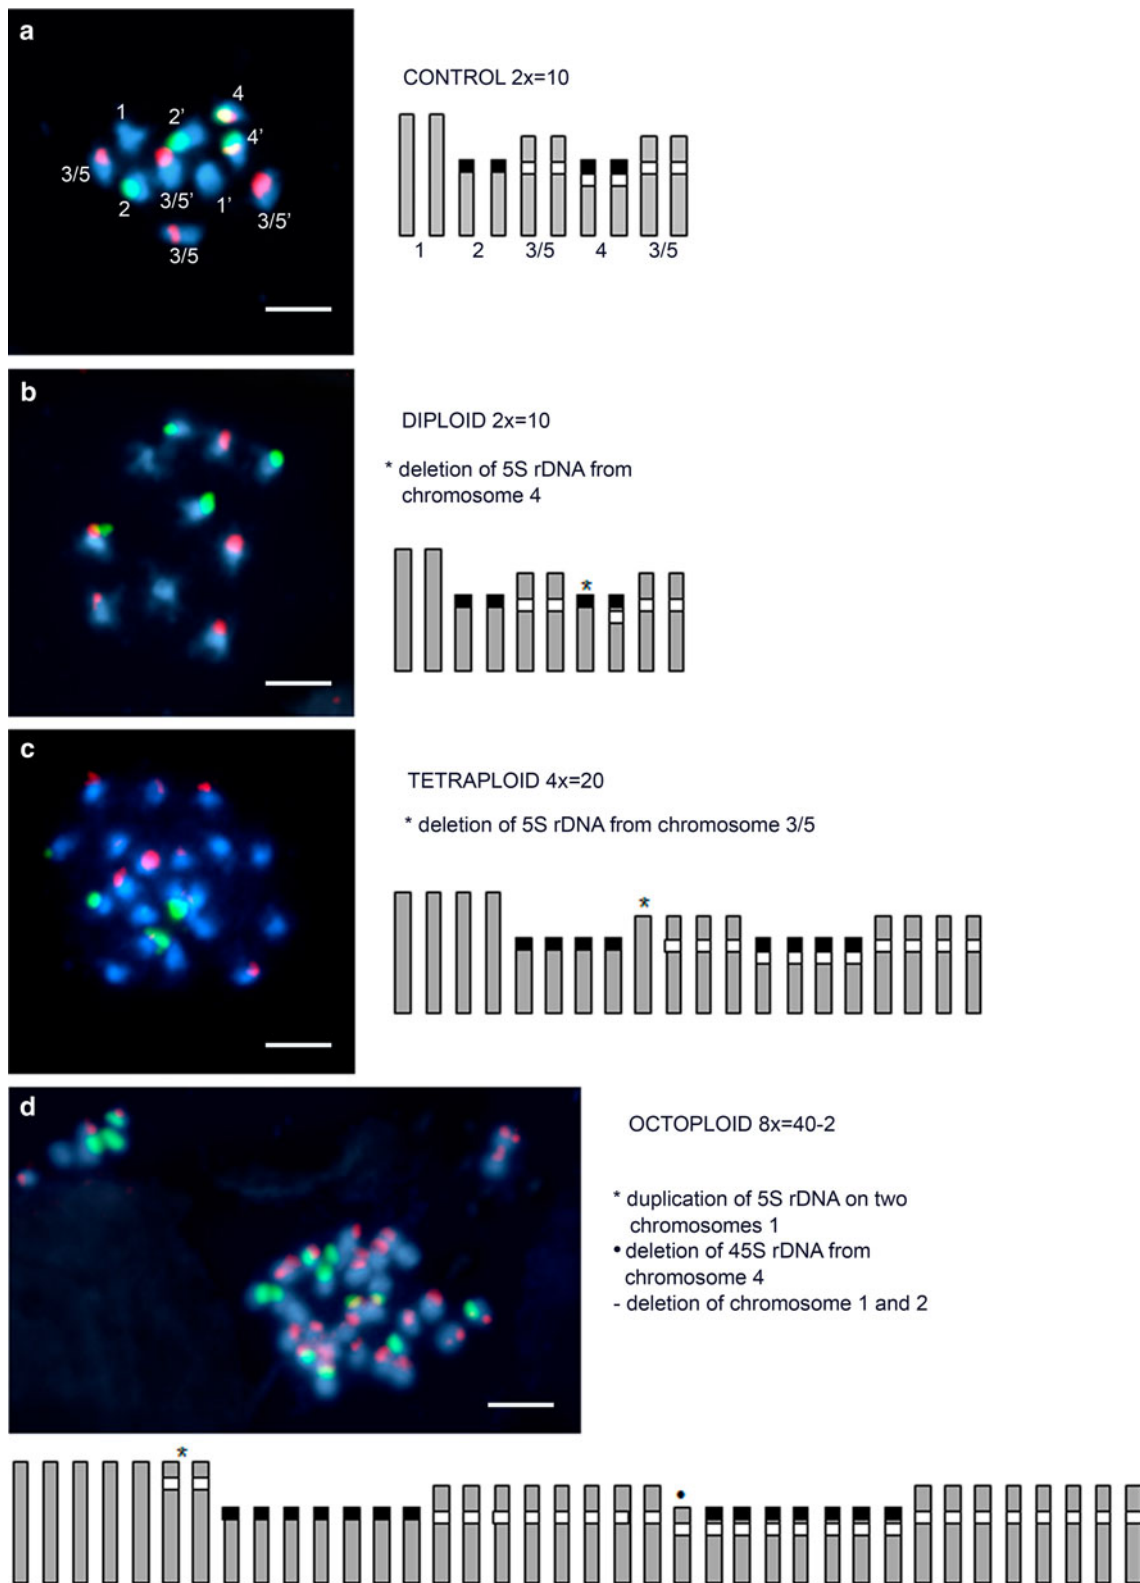 a
1
2'
4
4'
3/5
2
3/5'
1'
3/5'
3/5
CONTROL 2x=10
1 2 3/5 4 3/5
b
DIPLOID 2x=10
* deletion of 5S rDNA from
chromosome 4
*
c
TETRAPLOID 4x=20
* deletion of 5S rDNA from chromosome 3/5
*
d
OCTOPLOID 8x=40-2
* duplication of 5S rDNA on two
chromosomes 1
• deletion of 45S rDNA from
chromosome 4
- deletion of chromosome 1 and 2
*
•